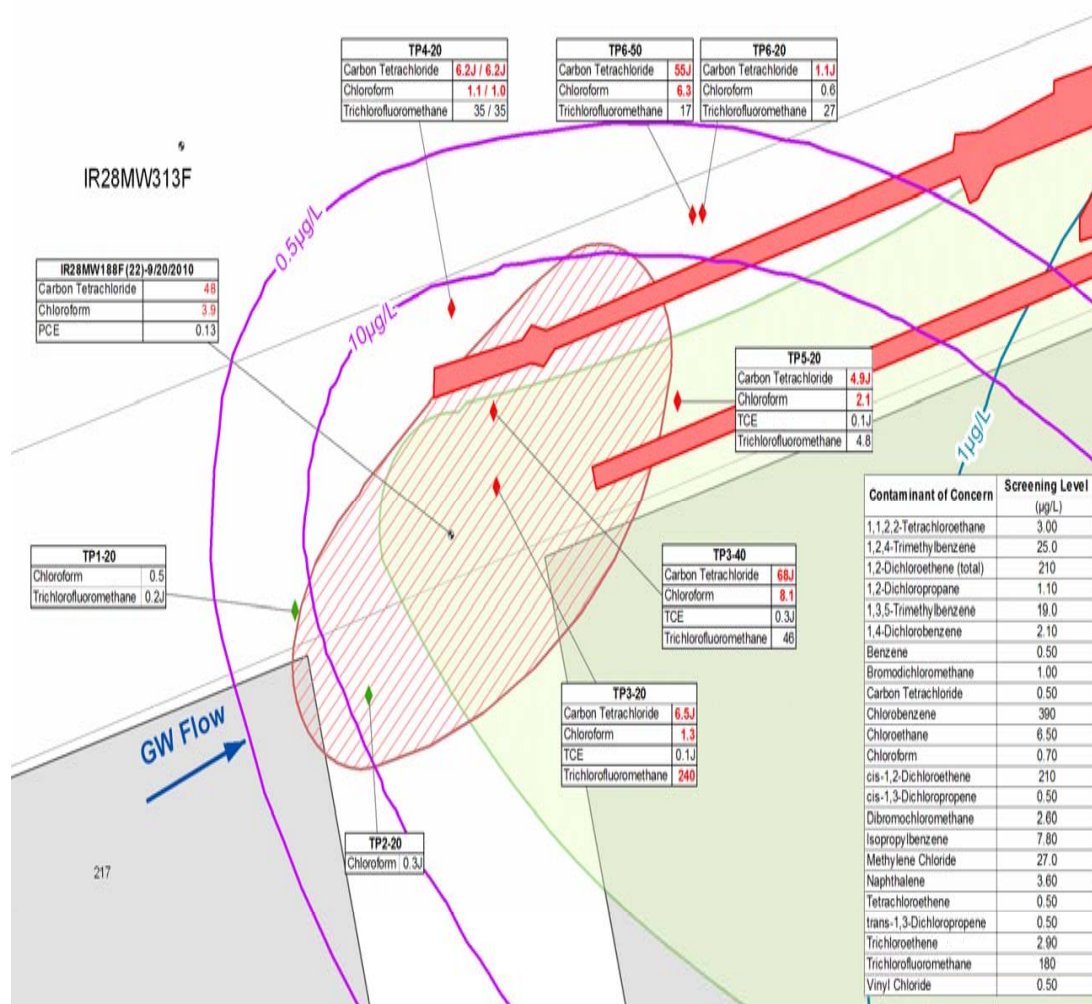 TP4-20
Carbon Tetrachloride 6.2J / 6.2J
Chloroform 1.1 / 1.0
Trichlorofluoromethane 35 / 35
TP6-50
Carbon Tetrachloride 55J
Chloroform 6.3
Trichlorofluoromethane 17
TP6-20
Carbon Tetrachloride 1.1J
Chloroform 0.6
Trichlorofluoromethane 27
IR28MW313F
0.5µg/L
IR28MW188F(22)-9/20/2010
Carbon Tetrachloride 48
Chloroform 3.9
PCE 0.13
10µg/L
TP5-20
Carbon Tetrachloride 4.9J
Chloroform 2.1
TCE 0.1J
Trichlorofluoromethane 4.8
1µg/L
TP1-20
Chloroform 0.5
Trichlorofluoromethane 0.2J
TP3-40
Carbon Tetrachloride 68J
Chloroform 8.1
TCE 0.3J
Trichlorofluoromethane 46
TP3-20
Carbon Tetrachloride 6.5J
Chloroform 1.3
TCE 0.1J
Trichlorofluoromethane 240
GW Flow
TP2-20
Chloroform 0.3J
217
Contaminant of Concern Screening Level (µg/L)
1,1,2,2-Tetrachloroethane 3.00
1,2,4-Trimethylbenzene 25.0
1,2-Dichloroethene (total) 210
1,2-Dichloropropane 1.10
1,3,5-Trimethylbenzene 19.0
1,4-Dichlorobenzene 2.10
Benzene 0.50
Bromodichloromethane 1.00
Carbon Tetrachloride 0.50
Chlorobenzene 390
Chloroethane 6.50
Chloroform 0.70
cis-1,2-Dichloroethene 210
cis-1,3-Dichloropropene 0.50
Dibromochloromethane 2.60
Isopropylbenzene 7.80
Methylene Chloride 27.0
Naphthalene 3.60
Tetrachloroethene 0.50
trans-1,3-Dichloropropene 0.50
Trichloroethene 2.90
Trichlorofluoromethane 180
Vinyl Chloride 0.50